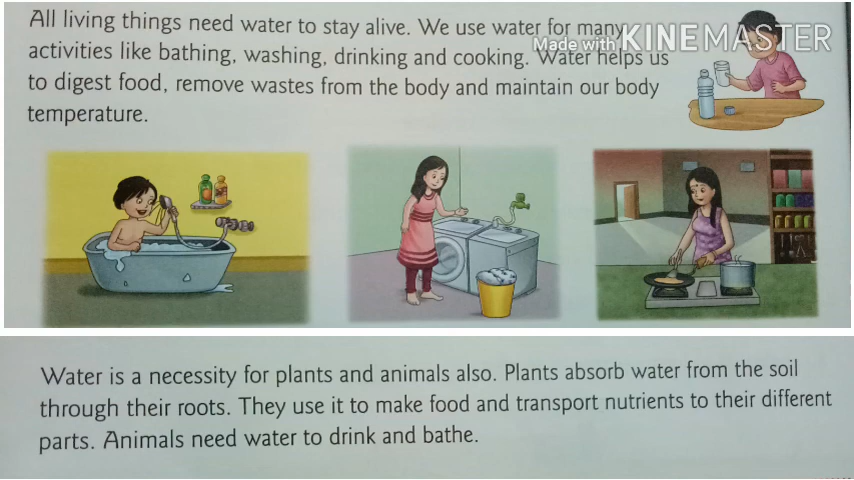 All living things need water to stay alive. We use water for many
Made with KINEMASTER
activities like bathing, washing, drinking and cooking. Water helps us
to digest food, remove wastes from the body and maintain our body
temperature.
Water is a necessity for plants and animals also. Plants absorb water from the soil
through their roots. They use it to make food and transport nutrients to their different
parts. Animals need water to drink and bathe.